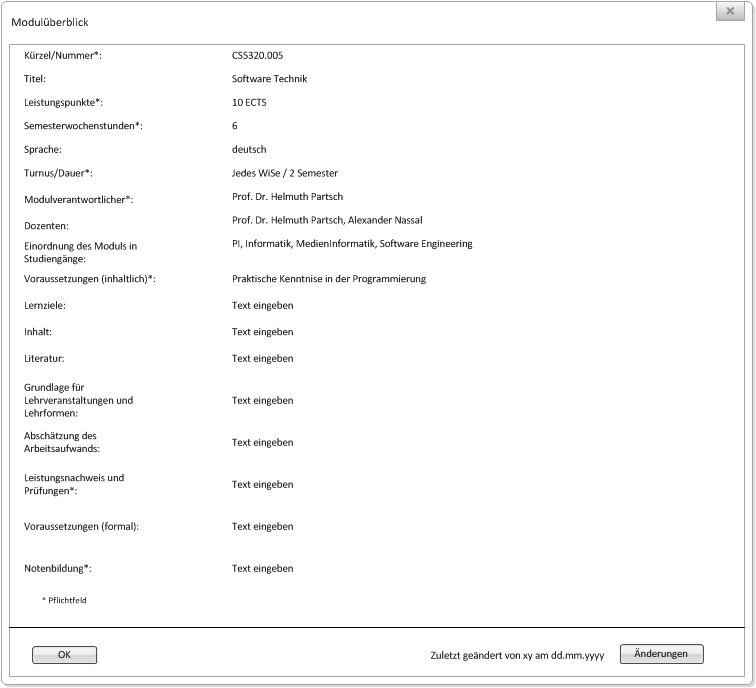 Modulüberblick
Kürzel/Nummer*: CS5320.005
Titel: Software Technik
Leistungspunkte*: 10 ECTS
Semesterwochenstunden*: 6
Sprache: deutsch
Turnus/Dauer*: Jedes WiSe / 2 Semester
Modulverantwortlicher*: Prof. Dr. Helmuth Partsch
Dozenten: Prof. Dr. Helmuth Partsch, Alexander Nassal
Einordnung des Moduls in PI, Informatik, MedienInformatik, Software Engineering
Studiengänge:
Voraussetzungen (inhaltlich)*: Praktische Kenntnise in der Programmierung
Lernziele: Text eingeben
Inhalt: Text eingeben
Literatur: Text eingeben
Grundlage für
Lehrveranstaltungen und Text eingeben
Lehrformen:
Abschätzung des
Arbeitsaufwands: Text eingeben
Leistungsnachweis und
Prüfungen*: Text eingeben
Voraussetzungen (formal): Text eingeben
Notenbildung*: Text eingeben
* Pflichtfeld
OK Zuletzt geändert von xy am dd.mm.yyyy Änderungen